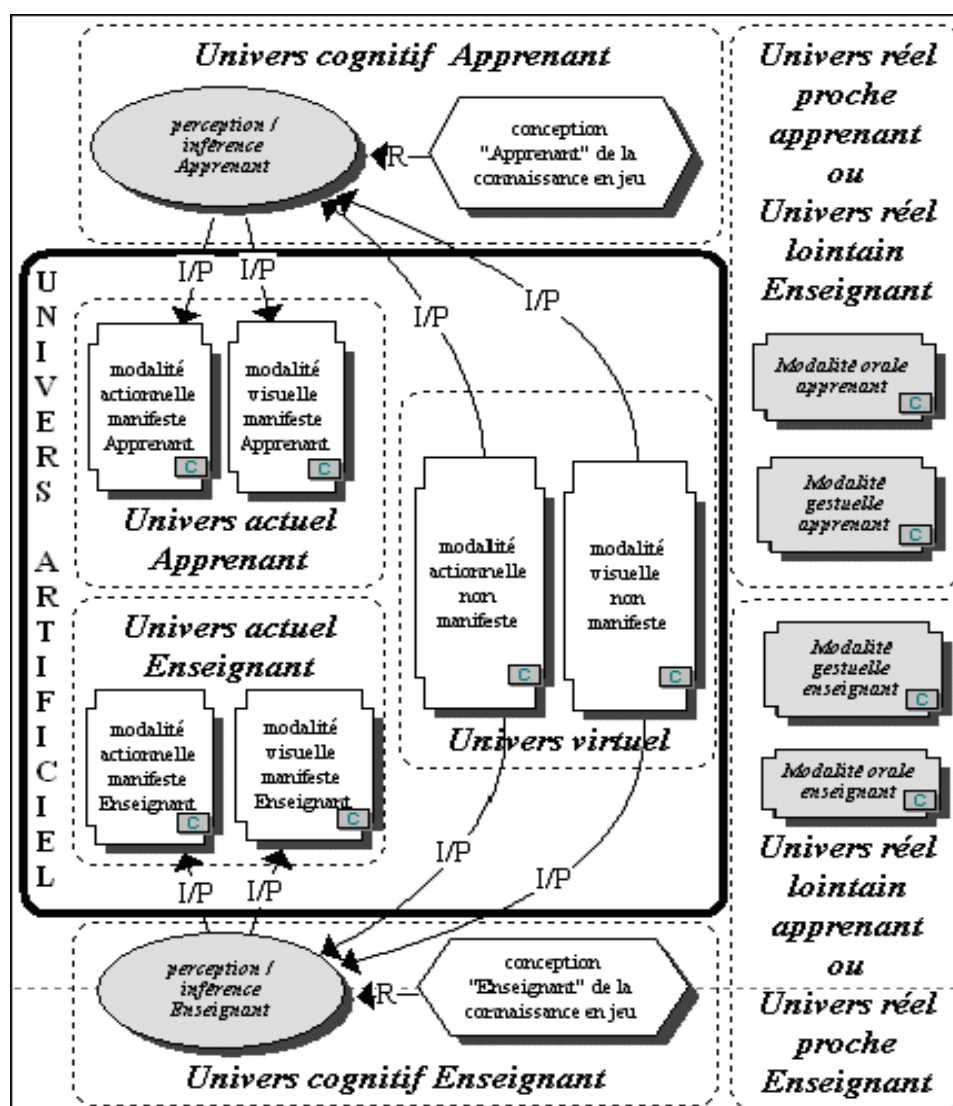 Univers cognitif Apprenant
perception /
inférence
Apprenant
R
conception
"Apprenant" de la
connaissance en jeu
I/P
I/P
I/P
I/P
UNIVERS ARTIFICIEL
modalité
actionnelle
manifeste
Apprenant
C
modalité
visuelle
manifeste
Apprenant
C
Univers actuel
Apprenant
Univers actuel
Enseignant
modalité
actionnelle
manifeste
Enseignant
C
modalité
visuelle
manifeste
Enseignant
C
modalité
actionnelle
non
manifeste
C
modalité
visuelle
non
manifeste
C
Univers virtuel
I/P
I/P
I/P
I/P
perception /
inférence
Enseignant
R
conception
"Enseignant" de la
connaissance en jeu
Univers cognitif Enseignant
Univers réel
proche
apprenant
ou
Univers réel
lointain
Enseignant
Modalité orale
apprenant
C
Modalité
gestuelle
apprenant
C
Modalité
gestuelle
enseignant
C
Modalité orale
enseignant
C
Univers réel
lointain
apprenant
ou
Univers réel
proche
Enseignant